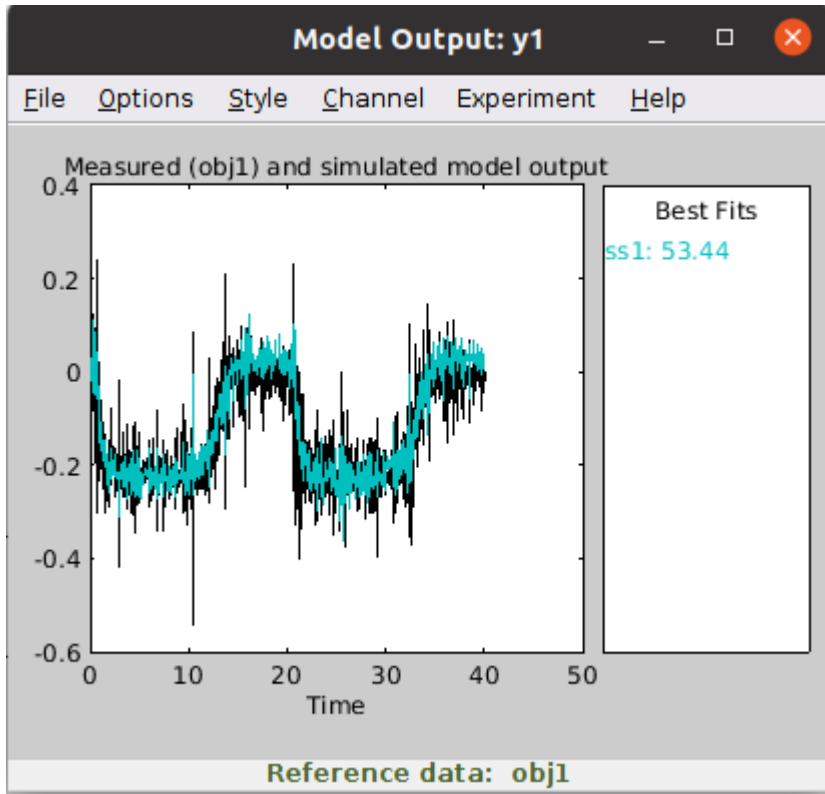 Model Output: y1
File Options Style Channel Experiment Help
Measured (obj1) and simulated model output
0.4
0.2
0
-0.2
-0.4
-0.6
0 10 20 30 40 50
Time
Best Fits
ss1: 53.44
Reference data: obj1